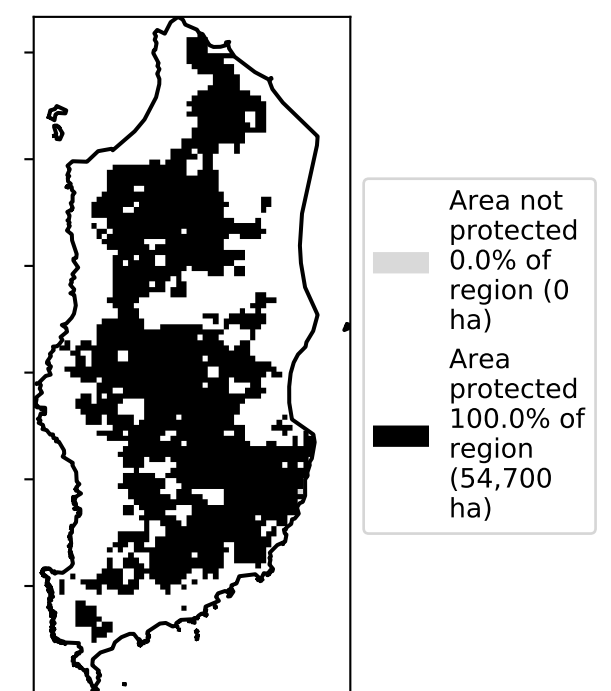 Area not
protected
0.0% of
region (0
ha)
Area
protected
100.0% of
region
(54,700
ha)